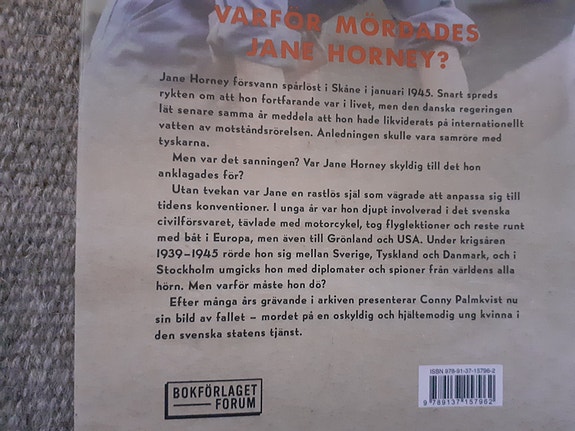 VARFÖR MÖRDADES
JANE HORNEY?
Jane Horney försvann spårlöst i Skåne i januari 1945. Snart spreds
rykten om att hon fortfarande var i livet, men den danska regeringen
lät senare samma år meddela att hon hade likviderats på internationellt
vatten av motståndsrörelsen. Anledningen skulle vara samröre med
tyskarna.
Men var det sanningen? Var Jane Horney skyldig till det hon
anklagades för?
Utan tvekan var Jane en rastlös själ som vägrade att anpassa sig till
tidens konventioner. I unga år var hon djupt involverad i det svenska
civilförsvaret, tävlade med motorcykel, tog flyglektioner och reste runt
med båt i Europa, men även till Grönland och USA. Under krigsåren
1939–1945 rörde hon sig mellan Sverige, Tyskland och Danmark, och i
Stockholm umgicks hon med diplomater och spioner från världens alla
hörn. Men varför måste hon dö?
Efter många års grävande i arkiven presenterar Conny Palmkvist nu
sin bild av fallet – mordet på en oskyldig och hjältemodig ung kvinna i
den svenska statens tjänst.
ISBN 978-91-37-15796-2
9 789137 157962
BOKFÖRLAGET
FORUM